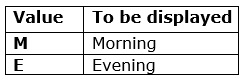 Value To be displayed
M Morning
E Evening